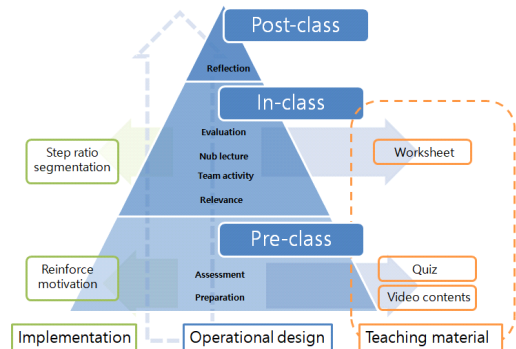 Post-class
Reflection
In-class
Evaluation
Nub lecture
Team activity
Relevance
Step ratio
segmentation
Worksheet
Pre-class
Assessment
Preparation
Reinforce
motivation
Quiz
Video contents
Implementation
Operational design
Teaching material